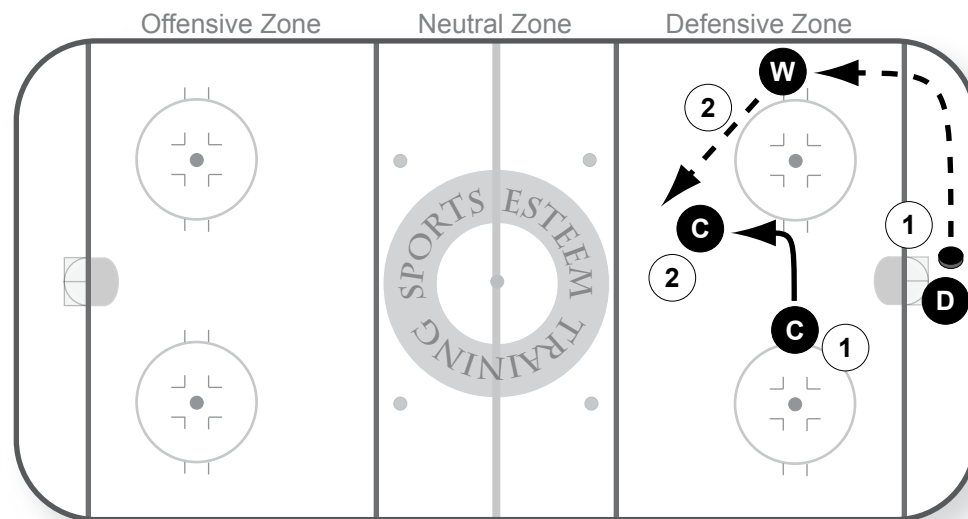 Offensive Zone
Neutral Zone
Defensive Zone
W
2
1
C
2
D
C
1
SPORTS ESTEEM
TRAINING